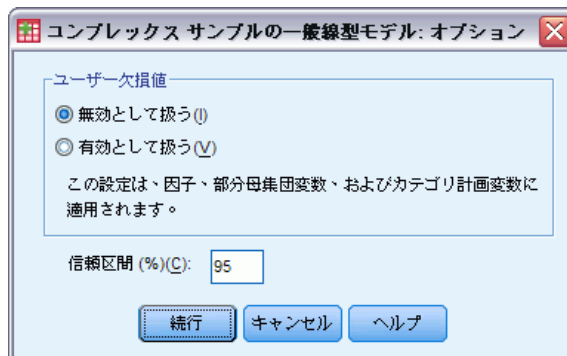 コンプレックス サンプルの一般線型モデル: オプション
ユーザー欠損値
無効として扱う(I)
有効として扱う(V)
この設定は、因子、部分母集団変数、およびカテゴリ計画変数に
適用されます。
信頼区間 (%)(C): 95
続行 キャンセル ヘルプ